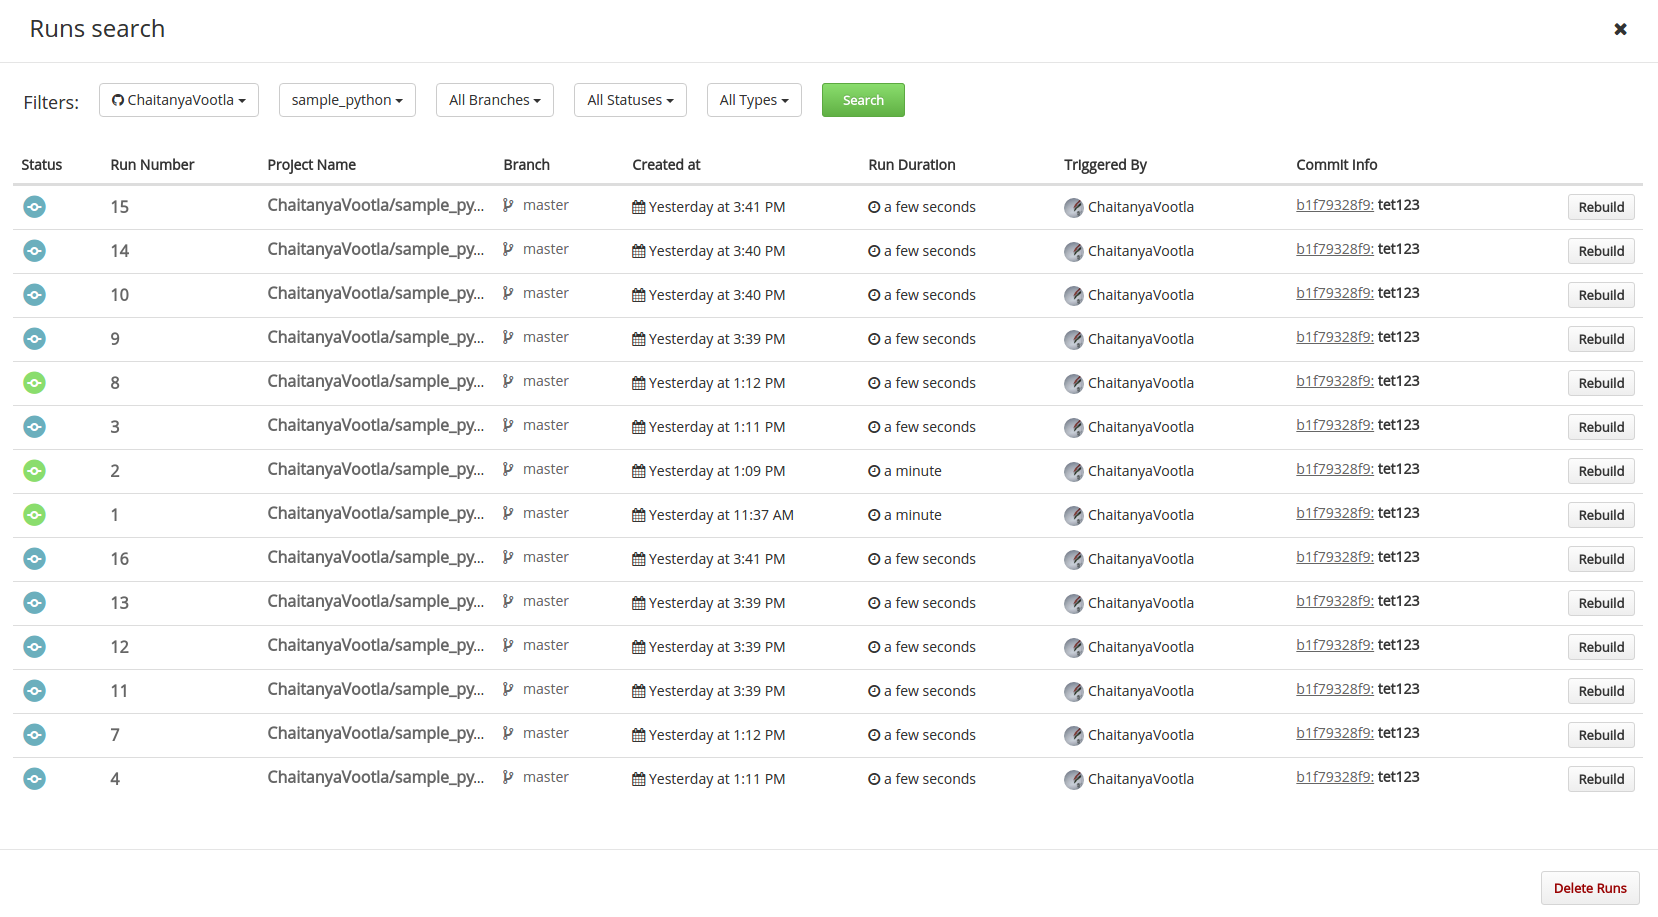 Runs search
Filters: ChaitanyaVootla sample_python All Branches All Statuses All Types Search
Status Run Number Project Name Branch Created at Run Duration Triggered By Commit Info
15 ChaitanyaVootla/sample_py... master Yesterday at 3:41 PM a few seconds ChaitanyaVootla b1f79328f9: tet123 Rebuild
14 ChaitanyaVootla/sample_py... master Yesterday at 3:40 PM a few seconds ChaitanyaVootla b1f79328f9: tet123 Rebuild
10 ChaitanyaVootla/sample_py... master Yesterday at 3:40 PM a few seconds ChaitanyaVootla b1f79328f9: tet123 Rebuild
9 ChaitanyaVootla/sample_py... master Yesterday at 3:39 PM a few seconds ChaitanyaVootla b1f79328f9: tet123 Rebuild
8 ChaitanyaVootla/sample_py... master Yesterday at 1:12 PM a few seconds ChaitanyaVootla b1f79328f9: tet123 Rebuild
3 ChaitanyaVootla/sample_py... master Yesterday at 1:11 PM a few seconds ChaitanyaVootla b1f79328f9: tet123 Rebuild
2 ChaitanyaVootla/sample_py... master Yesterday at 1:09 PM a minute ChaitanyaVootla b1f79328f9: tet123 Rebuild
1 ChaitanyaVootla/sample_py... master Yesterday at 11:37 AM a minute ChaitanyaVootla b1f79328f9: tet123 Rebuild
16 ChaitanyaVootla/sample_py... master Yesterday at 3:41 PM a few seconds ChaitanyaVootla b1f79328f9: tet123 Rebuild
13 ChaitanyaVootla/sample_py... master Yesterday at 3:39 PM a few seconds ChaitanyaVootla b1f79328f9: tet123 Rebuild
12 ChaitanyaVootla/sample_py... master Yesterday at 3:39 PM a few seconds ChaitanyaVootla b1f79328f9: tet123 Rebuild
11 ChaitanyaVootla/sample_py... master Yesterday at 3:39 PM a few seconds ChaitanyaVootla b1f79328f9: tet123 Rebuild
7 ChaitanyaVootla/sample_py... master Yesterday at 1:12 PM a few seconds ChaitanyaVootla b1f79328f9: tet123 Rebuild
4 ChaitanyaVootla/sample_py... master Yesterday at 1:11 PM a few seconds ChaitanyaVootla b1f79328f9: tet123 Rebuild
Delete Runs